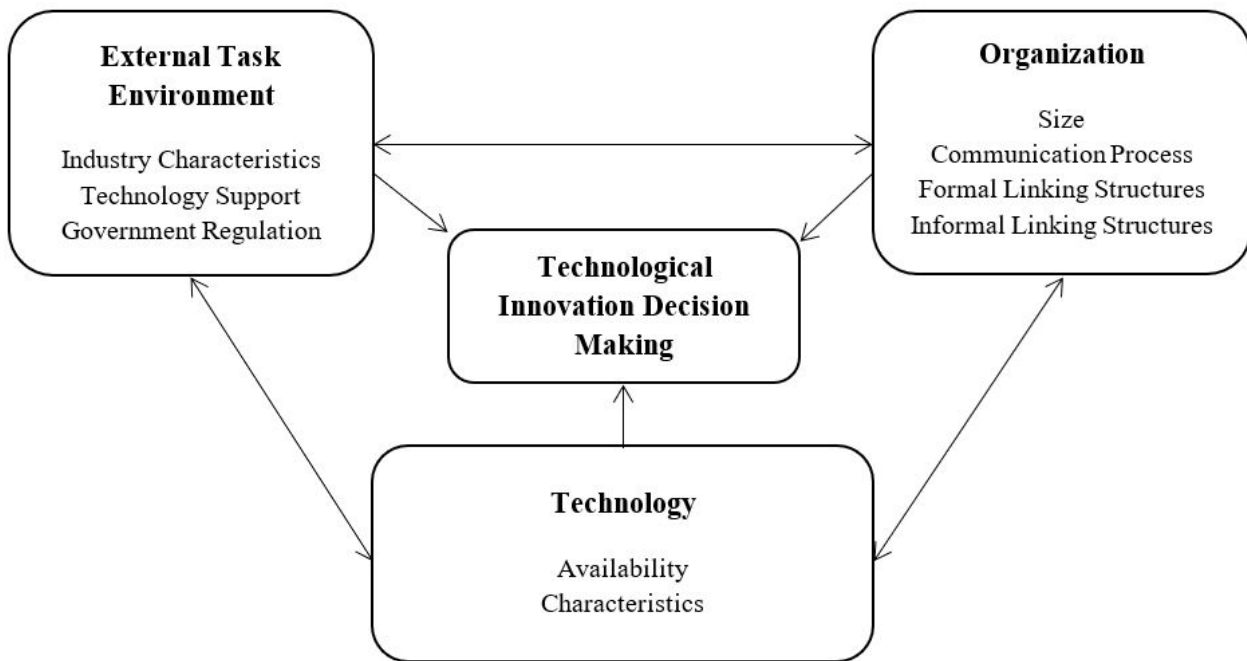 External Task
Environment
Industry Characteristics
Technology Support
Government Regulation
Organization
Size
Communication Process
Formal Linking Structures
Informal Linking Structures
Technological
Innovation Decision
Making
Technology
Availability
Characteristics